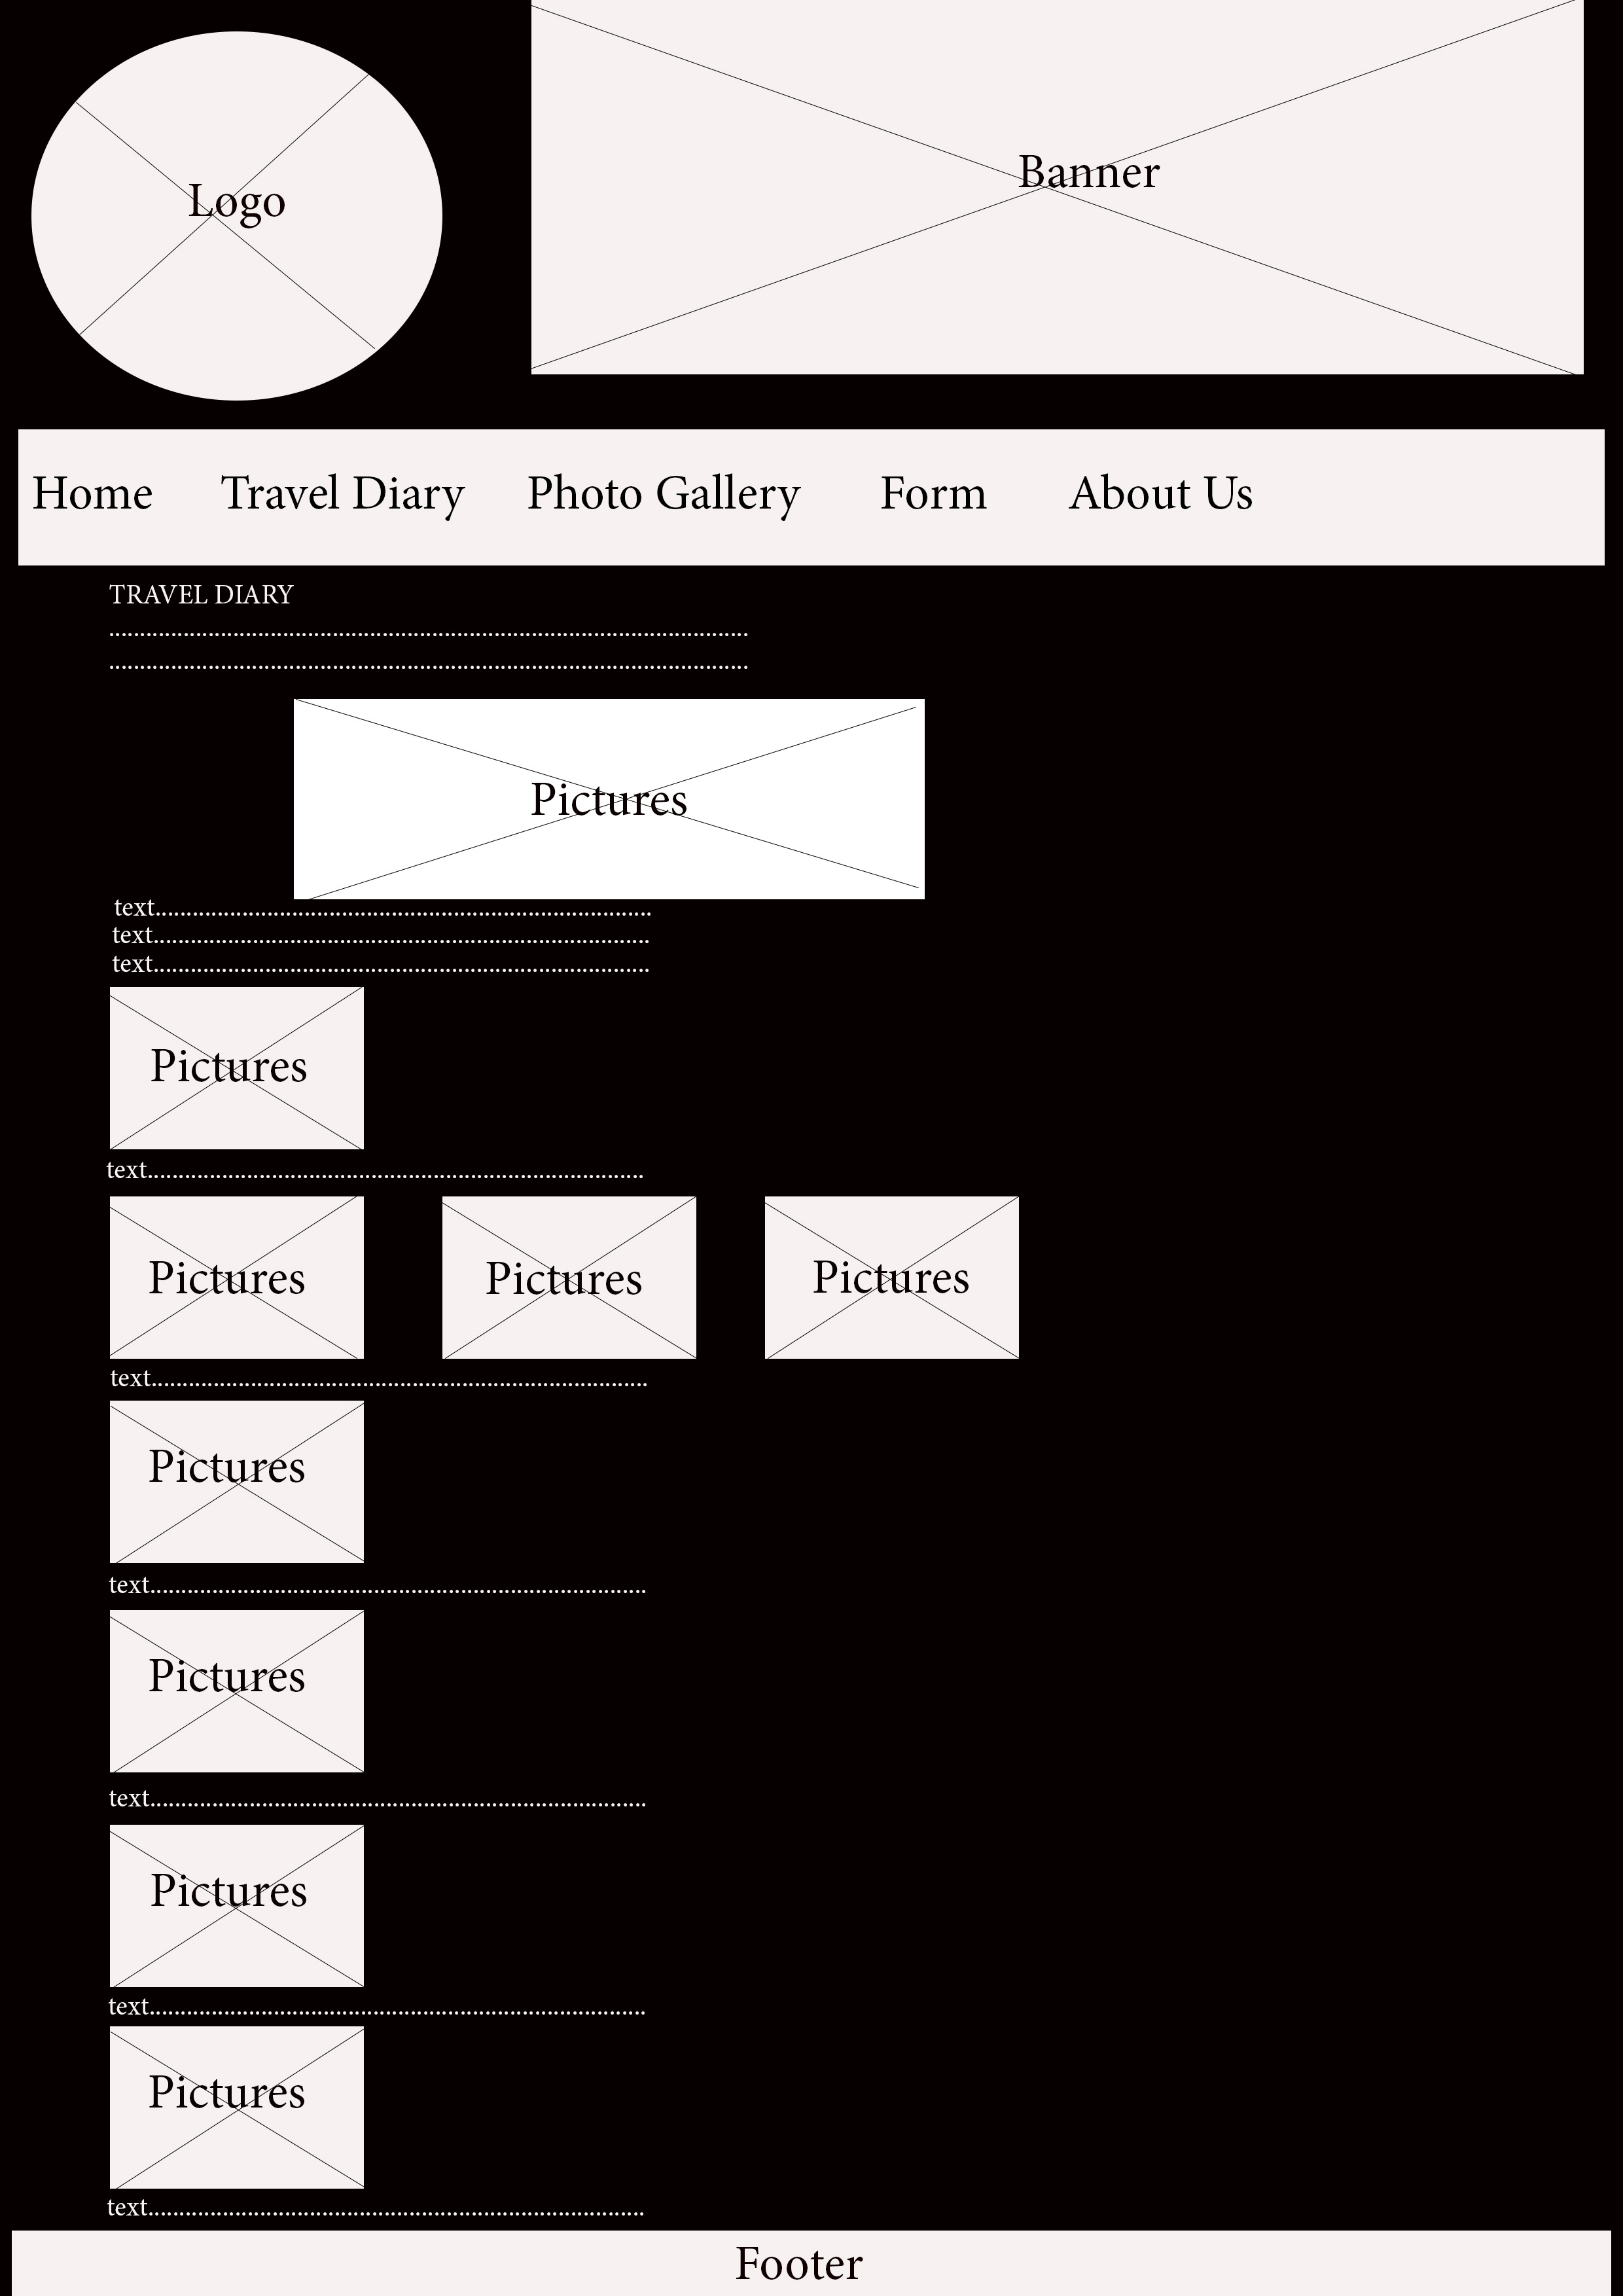 Logo
Banner
Home Travel Diary Photo Gallery Form About Us
TRAVEL DIARY
.......................................................................................................
.......................................................................................................
Pictures
text................................................................................
text................................................................................
text................................................................................
Pictures
text................................................................................
Pictures Pictures Pictures
text................................................................................
Pictures
text................................................................................
Pictures
text................................................................................
Pictures
text................................................................................
Pictures
text................................................................................
Footer